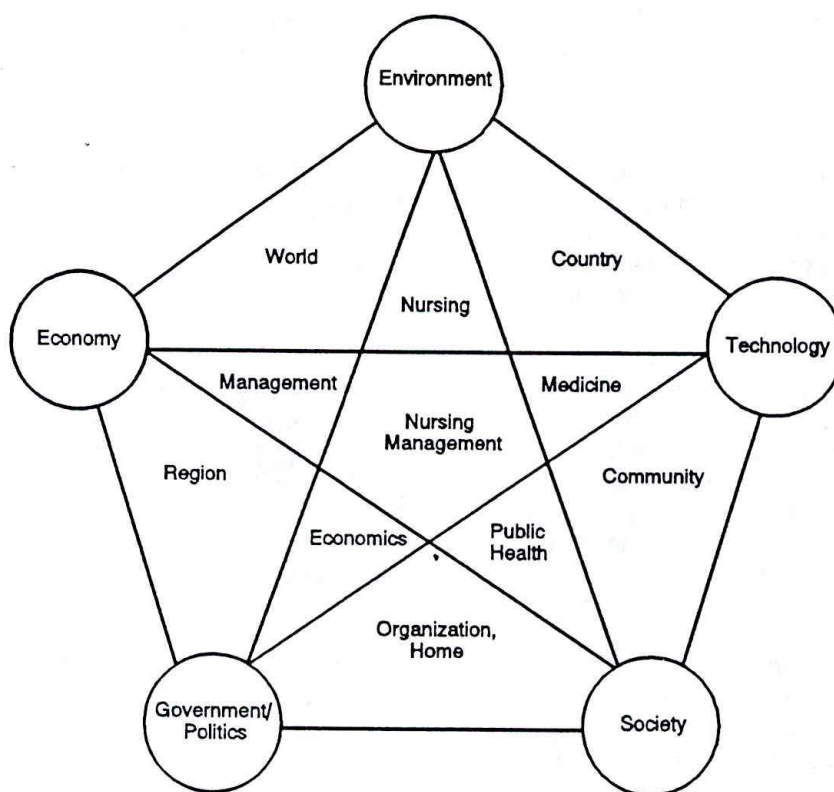 Environment
World
Country
Nursing
Economy
Technology
Management
Medicine
Nursing
Management
Region
Community
Economics
Public
Health
Organization,
Home
Government/
Politics
Society